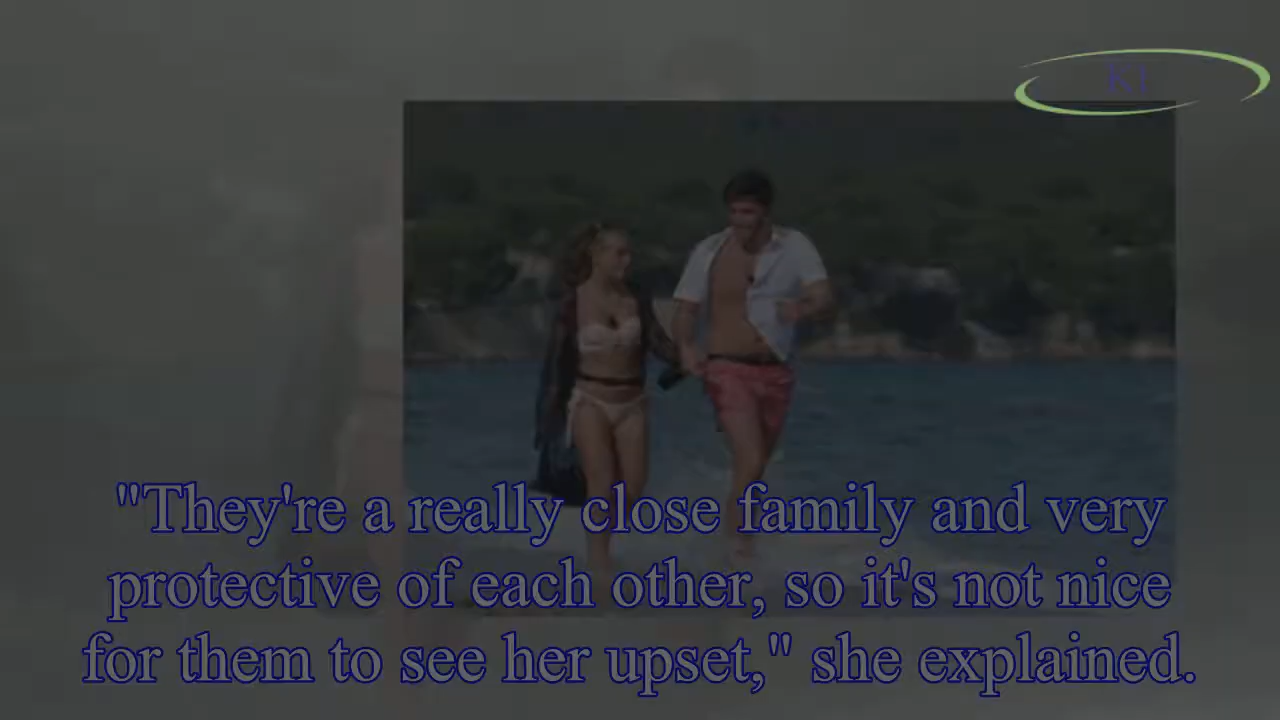 K1
"They're a really close family and very
protective of each other, so it's not nice
for them to see her upset," she explained.